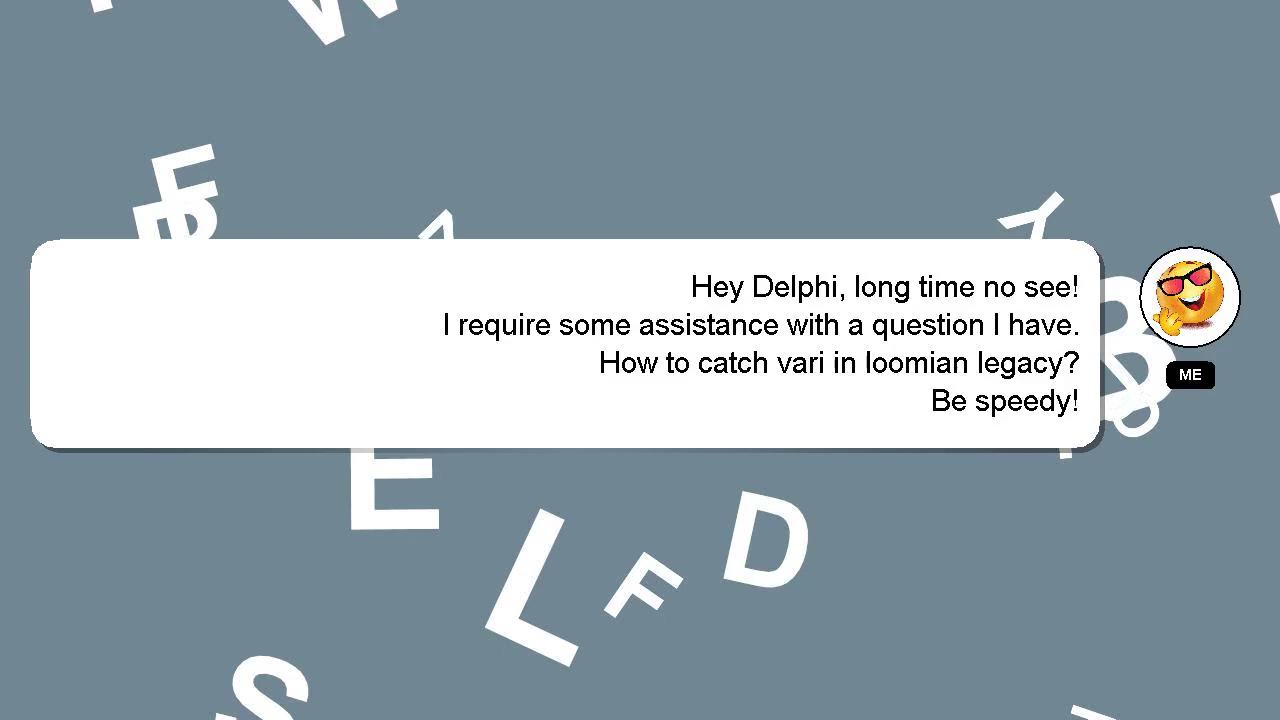 Hey Delphi, long time no see!
I require some assistance with a question I have.
How to catch vari in loomian legacy?
Be speedy!
ME
W
E
P
Y
B
E
L
F
D
S